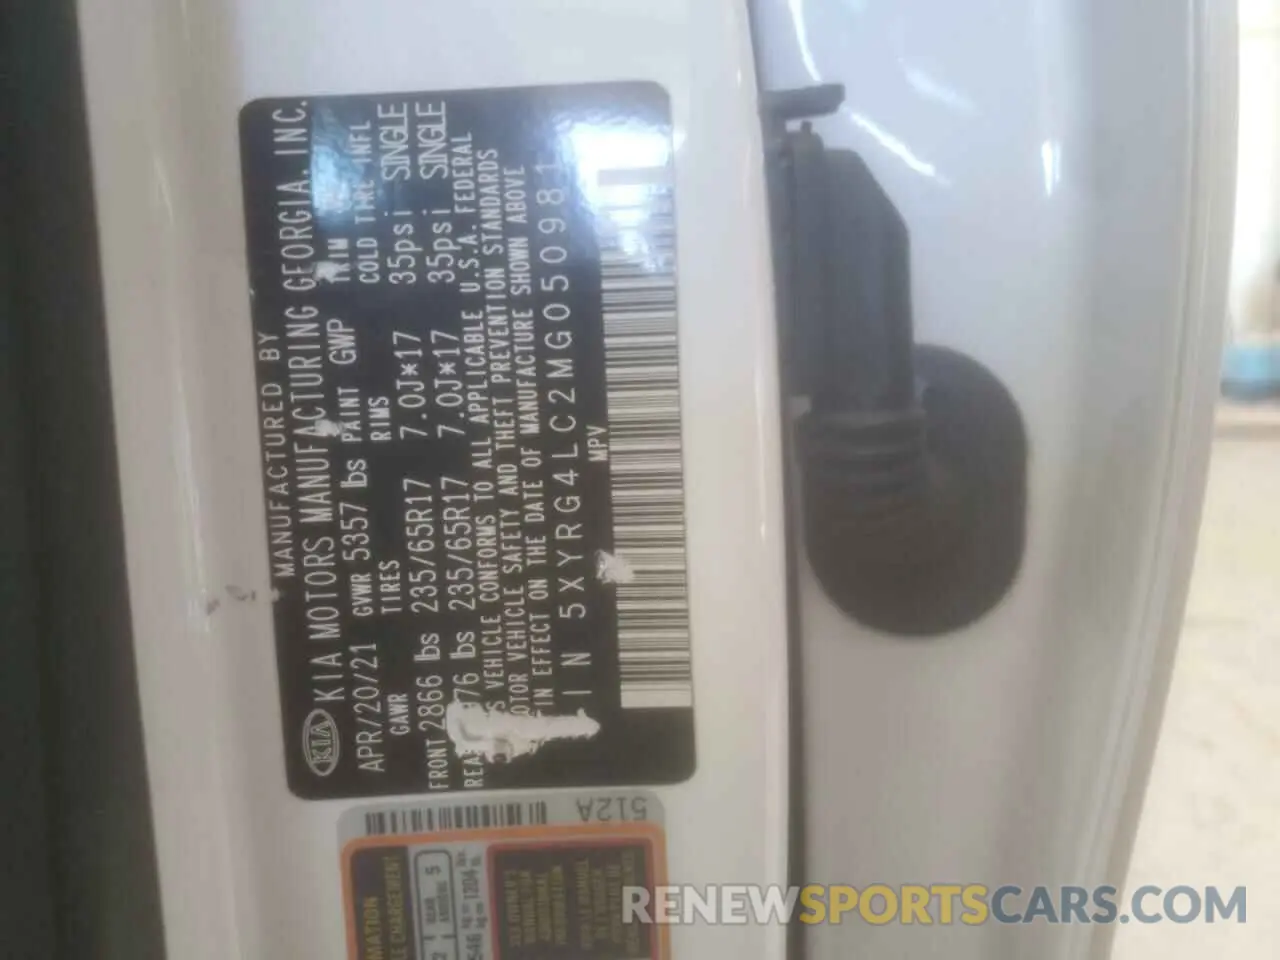 MANUFACTURED BY
KIA KIA MOTORS MANUFACTURING GEORGIA. INC.
APR/20/21 GVWR 5357 lbs PAINT GWP TRIM
GAWR TIRES RIMS COLD TIRE INFL
FRONT 2866 lbs 235/65R17 7.0J*17 35psi SINGLE
235/65R17 7.0J*17 35psi SINGLE
VEHICLE CONFORMS TO ALL APPLICABLE U.S.A. FEDERAL
VEHICLE SAFETY AND THEFT PREVENTION STANDARDS
IN EFFECT ON THE DATE OF MANUFACTURE SHOWN ABOVE
5XYRG4LC2MG050981
MPV
512A
RENEWSPORTSCARS.COM